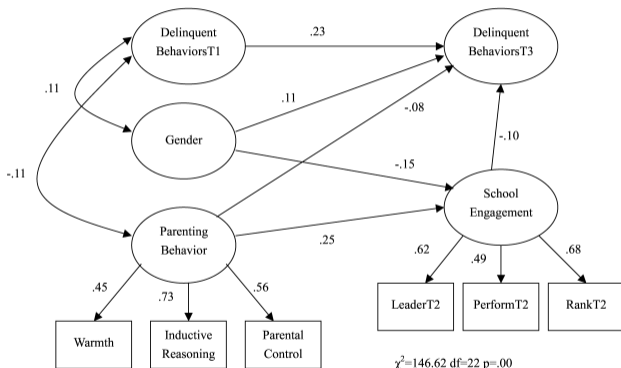 Delinquent
BehaviorsT1
.23
Delinquent
BehaviorsT3
.11
.11
-.08
Gender
-.10
-.15
-.11
School
Engagement
Parenting
Behavior
.25
.62
.49
.68
.45
.73
.56
LeaderT2
PerformT2
RankT2
Warmth
Inductive
Reasoning
Parental
Control
χ²=146.62 df=22 p=.00